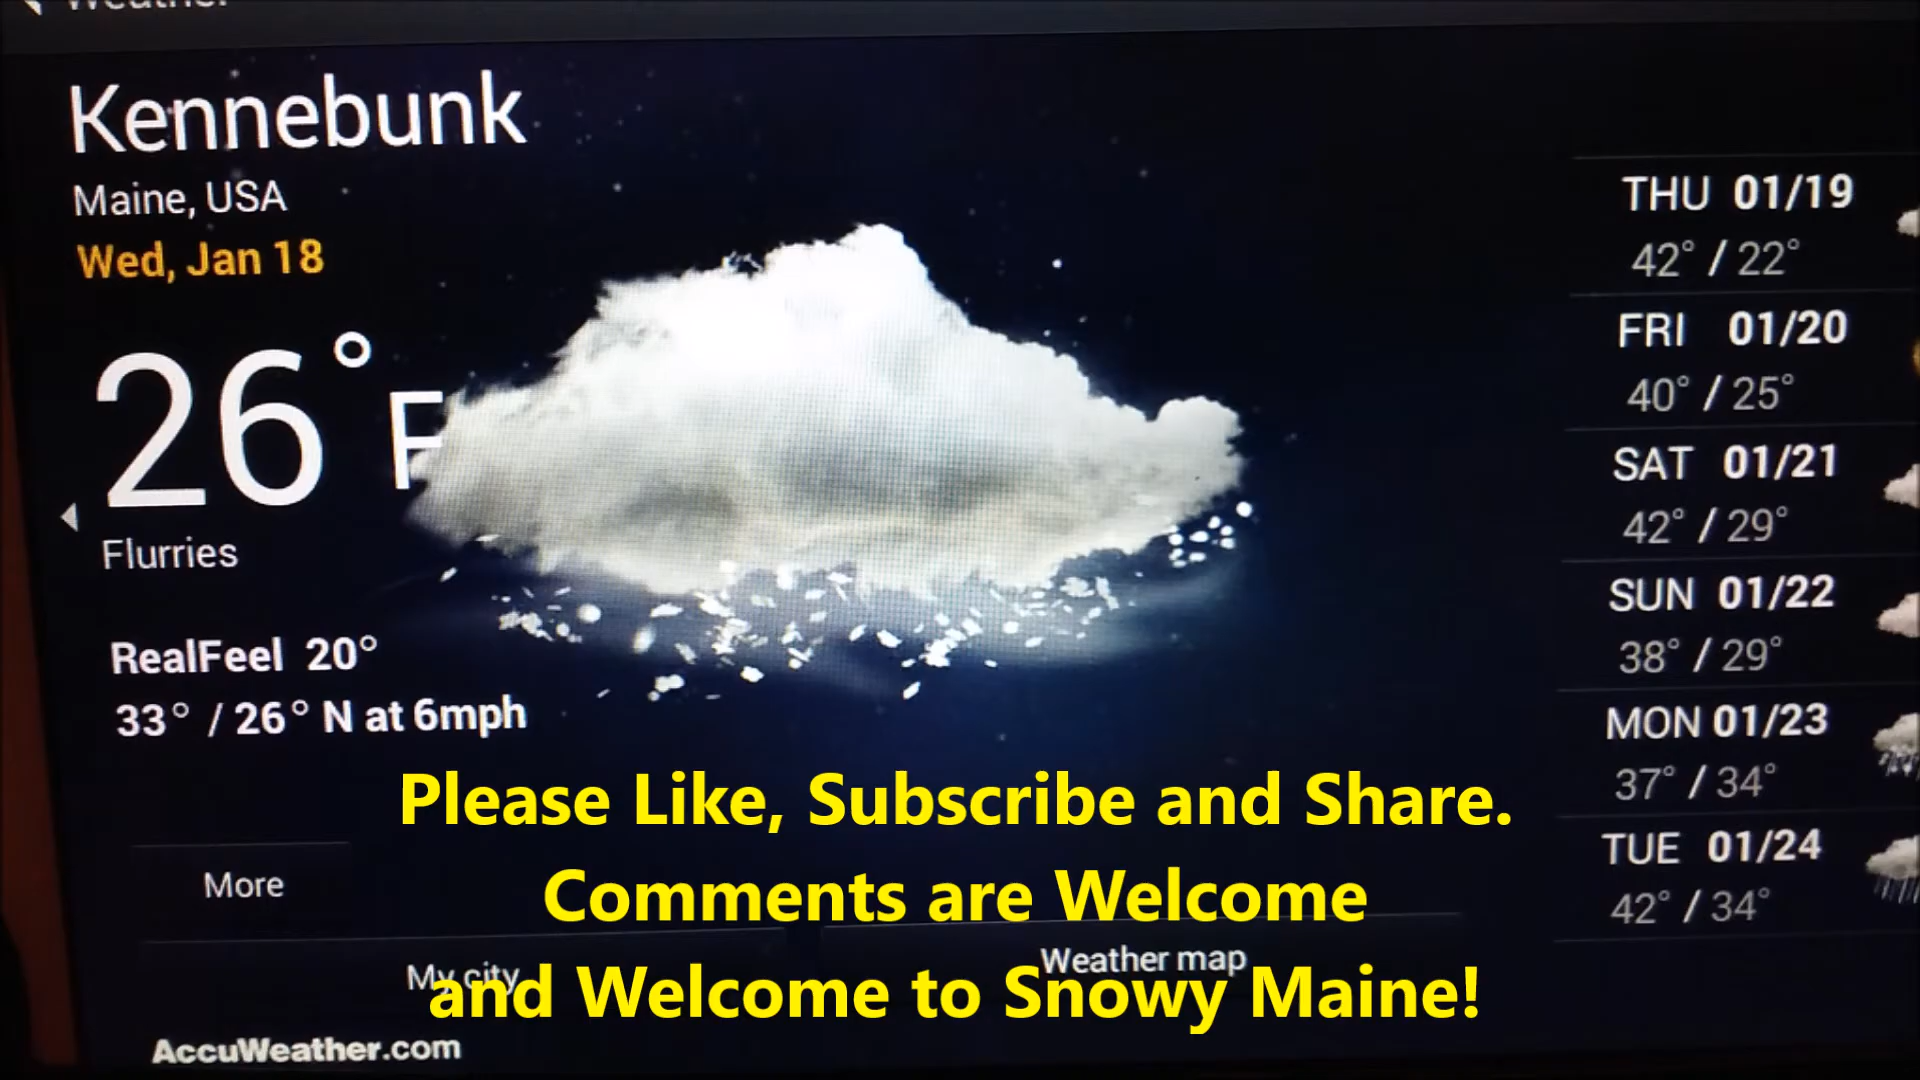 Weather
Kennebunk
Maine, USA
Wed, Jan 18
26° F
Flurries
RealFeel 20°
33° / 26° N at 6mph
More
My city
Weather map
AccuWeather.com
THU 01/19
42° / 22°
FRI 01/20
40° / 25°
SAT 01/21
42° / 29°
SUN 01/22
38° / 29°
MON 01/23
37° / 34°
TUE 01/24
42° / 34°
Please Like, Subscribe and Share.
Comments are Welcome
and Welcome to Snowy Maine!